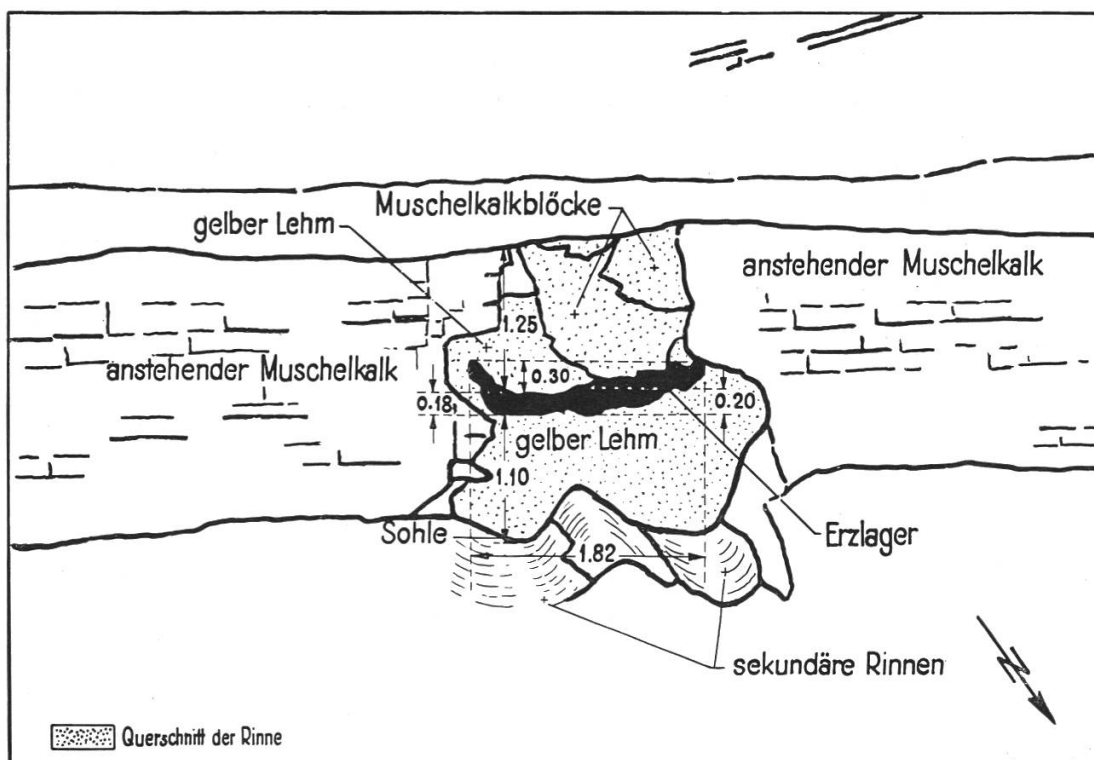 Muschelkalkblöcke
gelber Lehm
anstehender Muschelkalk
1.25
anstehender Muschelkalk
0.30
0.18
0.20
gelber Lehm
1.10
Sohle
Erzlager
1.82
sekundäre Rinnen
N
Querschnitt der Rinne